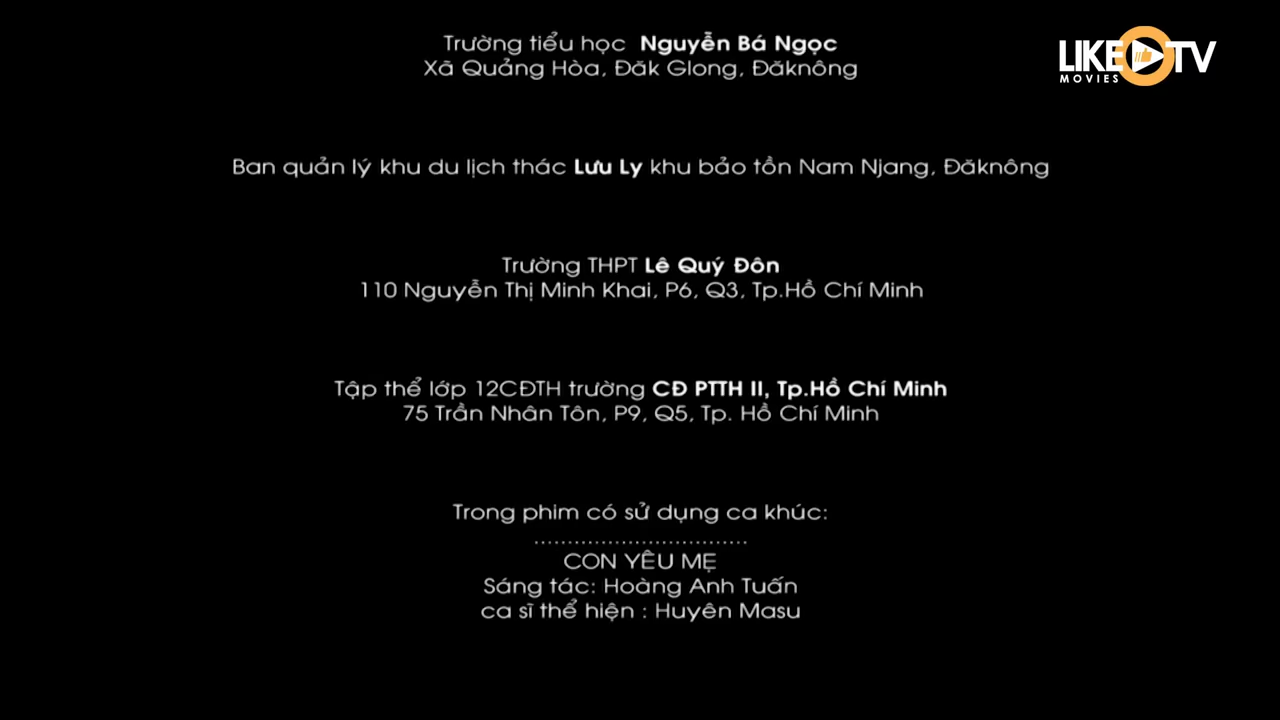 Trường tiểu học Nguyễn Bá Ngọc
Xã Quảng Hòa, Đăk Glong, Đăknông
LIKE TV
MOVIES
Ban quản lý khu du lịch thác Lưu Ly khu bảo tồn Nam Njang, Đăknông
Trường THPT Lê Quý Đôn
110 Nguyễn Thị Minh Khai, P6, Q3, Tp.Hồ Chí Minh
Tập thể lớp 12CĐTH trường CĐ PTTH II, Tp.Hồ Chí Minh
75 Trần Nhân Tôn, P9, Q5, Tp. Hồ Chí Minh
Trong phim có sử dụng ca khúc:
................................
CON YÊU MẸ
Sáng tác: Hoàng Anh Tuấn
ca sĩ thể hiện : Huyên Masu